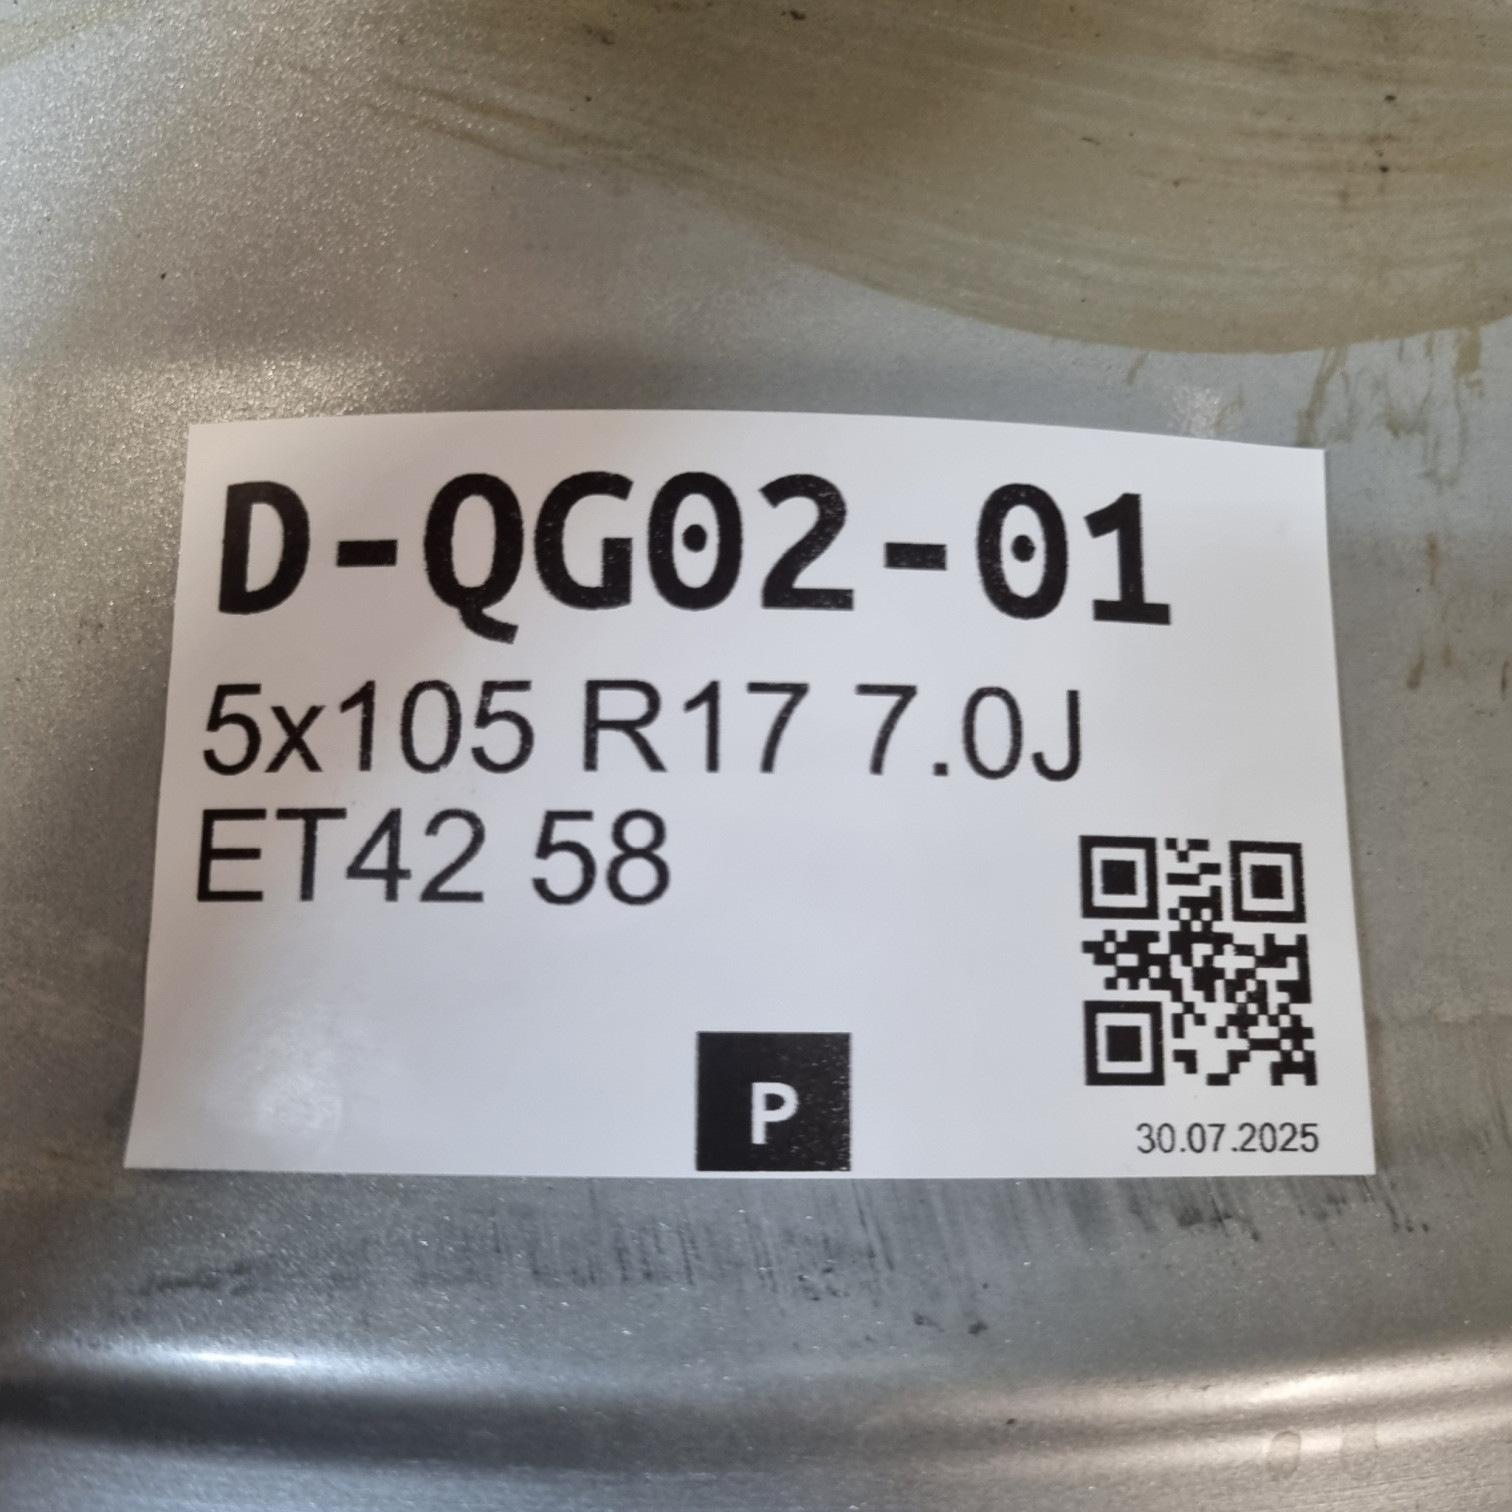 D-QG02-01
5x105 R17 7.0J
ET42 58
P
30.07.2025